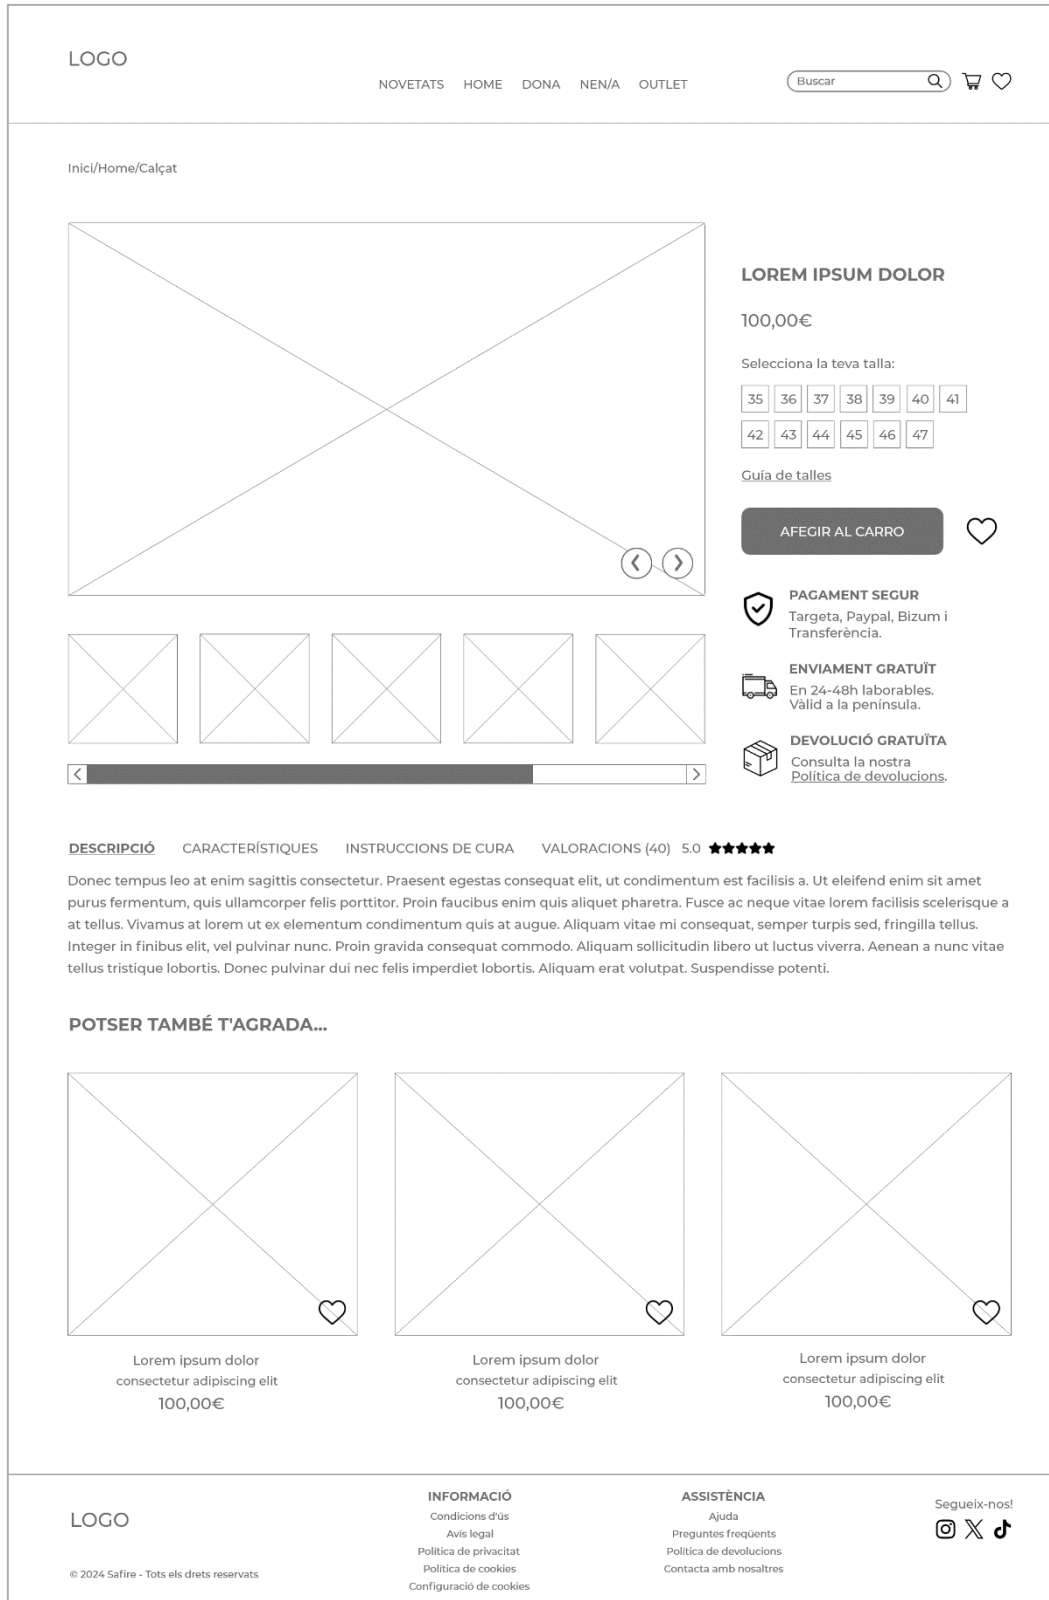 LOGO
NOVETATS HOME DONA NEN/A OUTLET
Buscar
Inici/Home/Calçat
LOREM IPSUM DOLOR
100,00€
Selecciona la teva talla:
35 36 37 38 39 40 41
42 43 44 45 46 47
Guía de talles
AFEGIR AL CARRO
PAGAMENT SEGUR
Targeta, Paypal, Bizum i
Transferència.
ENVIAMENT GRATUÏT
En 24-48h laborables.
Vàlid a la península.
DEVOLUCIÓ GRATUÏTA
Consulta la nostra
Política de devolucions.
DESCRIPCIÓ CARACTERÍSTIQUES INSTRUCCIONS DE CURA VALORACIONS (40) 5.0
Donec tempus leo at enim sagittis consectetur. Praesent egestas consequat elit, ut condimentum est facilisis a. Ut eleifend enim sit amet
purus fermentum, quis ullamcorper felis porttitor. Proin faucibus enim quis aliquet pharetra. Fusce ac neque vitae lorem facilisis scelerisque a
at tellus. Vivamus at lorem ut ex elementum condimentum quis at augue. Aliquam vitae mi consequat, semper turpis sed, fringilla tellus.
Integer in finibus elit, vel pulvinar nunc. Proin gravida consequat commodo. Aliquam sollicitudin libero ut luctus viverra. Aenean a nunc vitae
tellus tristique lobortis. Donec pulvinar dui nec felis imperdiet lobortis. Aliquam erat volutpat. Suspendisse potenti.
POTSER TAMBÉ T'AGRADA...
Lorem ipsum dolor
consectetur adipiscing elit
100,00€
Lorem ipsum dolor
consectetur adipiscing elit
100,00€
Lorem ipsum dolor
consectetur adipiscing elit
100,00€
LOGO
© 2024 Safire - Tots els drets reservats
INFORMACIÓ
Condicions d'ús
Avís legal
Política de privacitat
Política de cookies
Configuració de cookies
ASSISTÈNCIA
Ajuda
Preguntes freqüents
Política de devolucions
Contacta amb nosaltres
Segueix-nos!